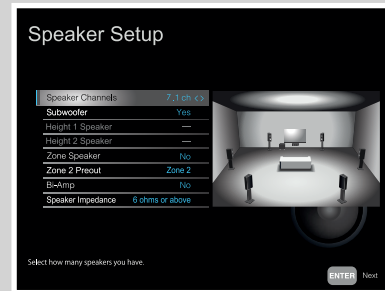 Speaker Setup
Speaker Channels 7.1 ch < >
Subwoofer Yes
Height 1 Speaker —
Height 2 Speaker —
Zone Speaker No
Zone 2 Preout Zone 2
Bi-Amp No
Speaker Impedance 6 ohms or above
Select how many speakers you have.
ENTER Next